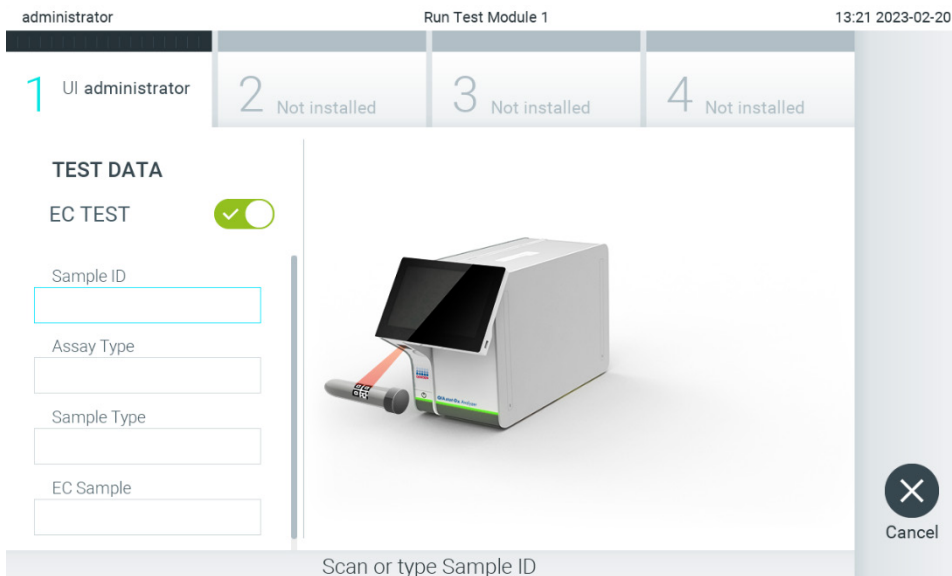 administrator
Run Test Module 1
13:21 2023-02-20
1 UI administrator
2 Not installed
3 Not installed
4 Not installed
TEST DATA
EC TEST
Sample ID
Assay Type
Sample Type
EC Sample
Cancel
Scan or type Sample ID